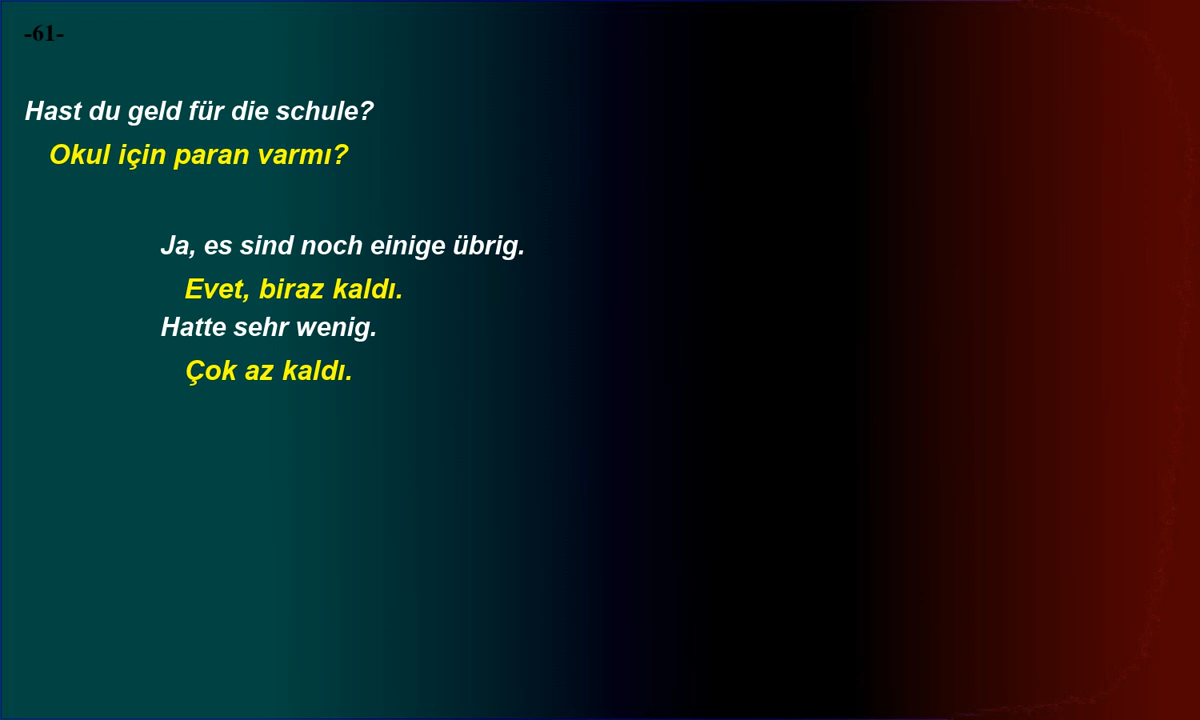 -61-
Hast du geld für die schule?
Okul için paran varmı?
Ja, es sind noch einige übrig.
Evet, biraz kaldı.
Hatte sehr wenig.
Çok az kaldı.